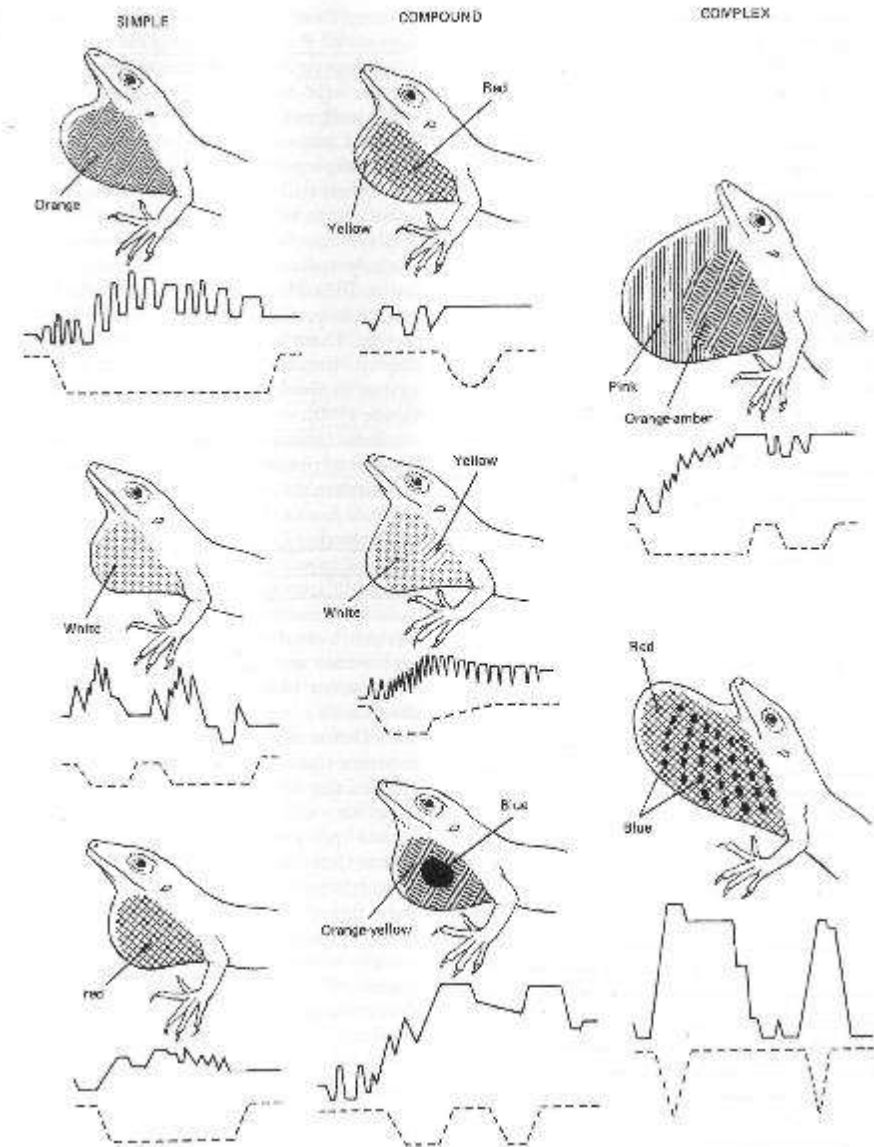 SIMPLE
COMPOUND
COMPLEX
Orange
Red
Yellow
Pink
Orange-amber
White
Yellow
White
Red
Blue
red
Blue
Orange-yellow